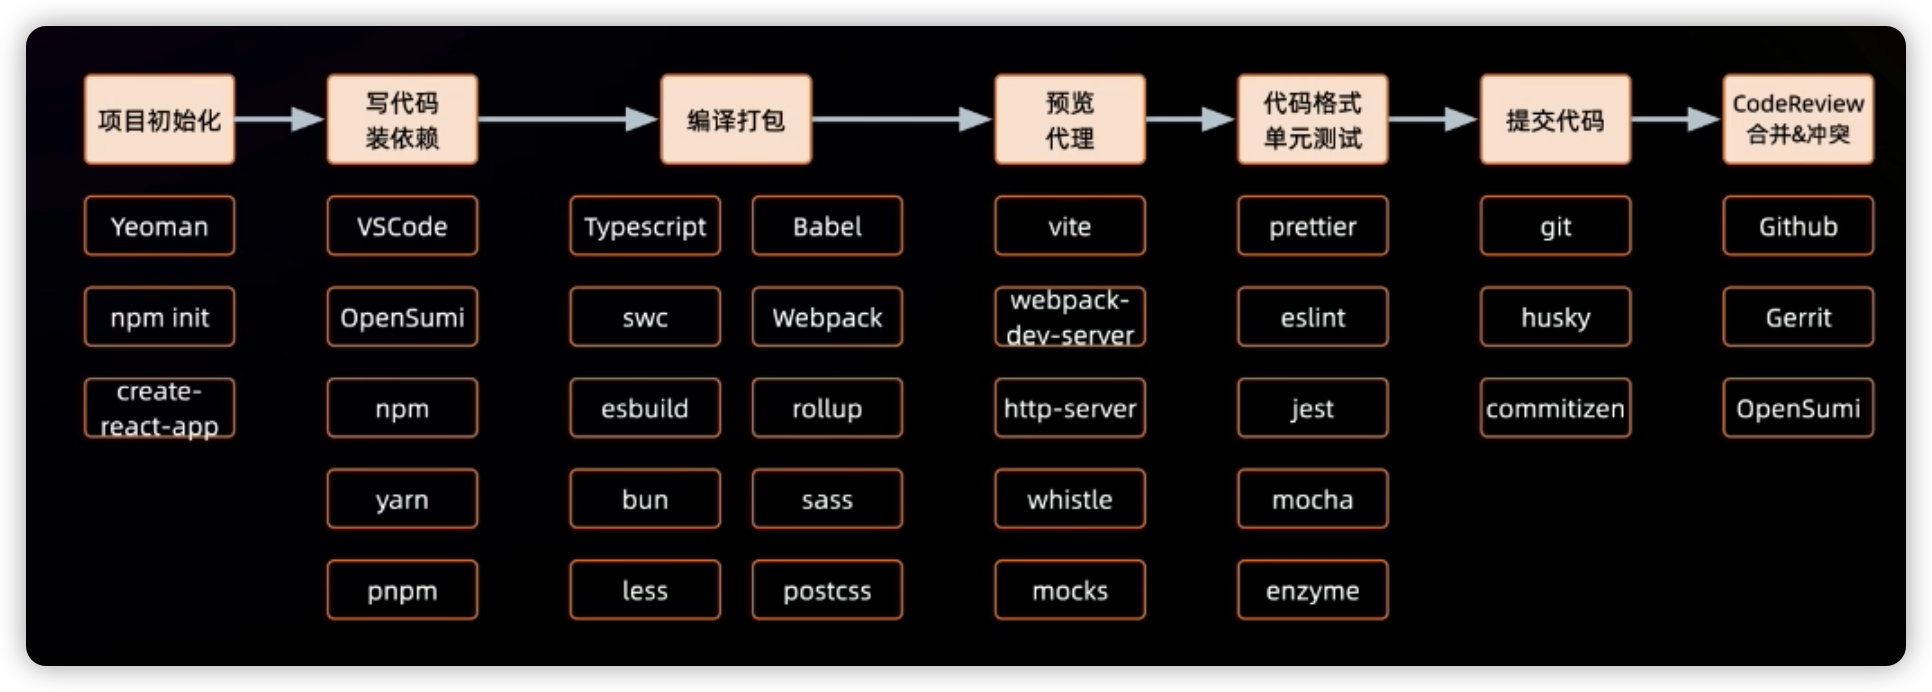 项目初始化
写代码
装依赖
编译打包
预览
代理
代码格式
单元测试
提交代码
CodeReview
合并&冲突
Yeoman
VSCode
Typescript
Babel
vite
prettier
git
Github
npm init
OpenSumi
swc
Webpack
webpack-
dev-server
eslint
husky
Gerrit
create-
react-app
npm
esbuild
rollup
http-server
jest
commitizen
OpenSumi
yarn
bun
sass
whistle
mocha
pnpm
less
postcss
mocks
enzyme